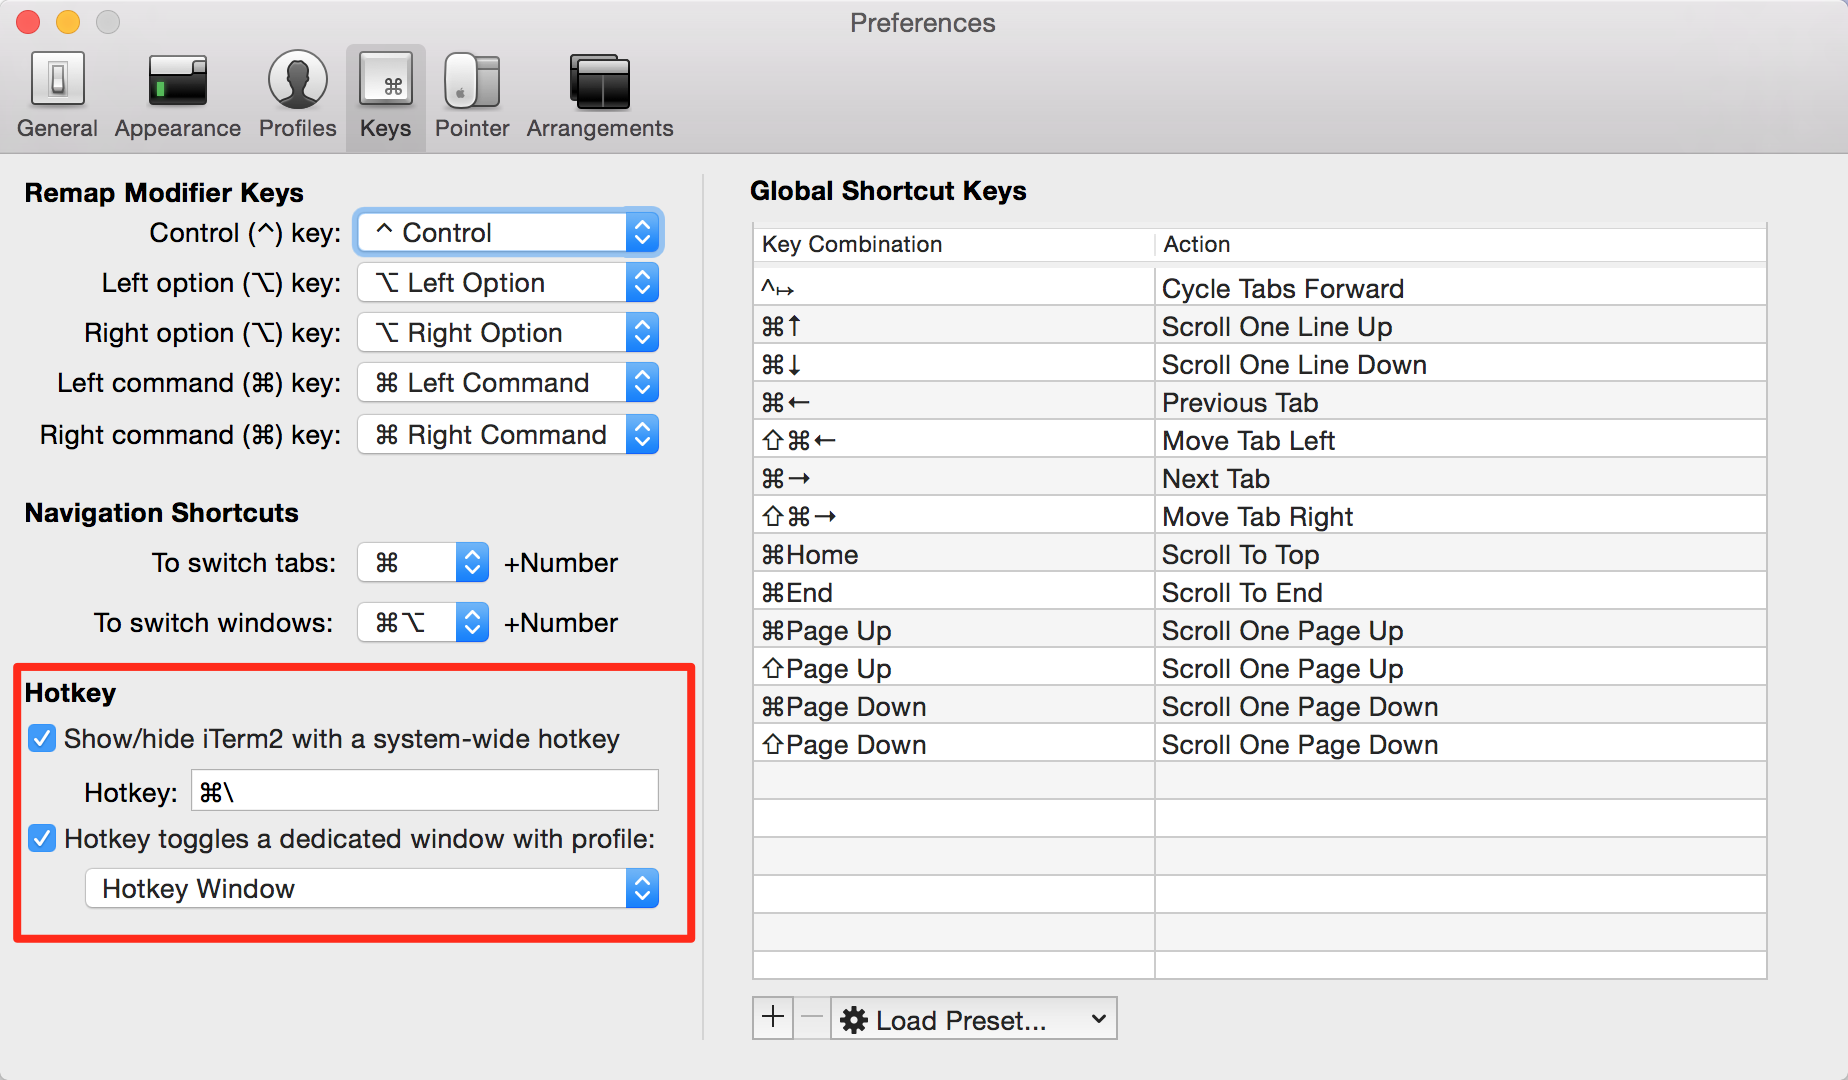 Preferences
General Appearance Profiles Keys Pointer Arrangements
Remap Modifier Keys
Control (^) key: ^ Control
Left option (⌥) key: ⌥ Left Option
Right option (⌥) key: ⌥ Right Option
Left command (⌘) key: ⌘ Left Command
Right command (⌘) key: ⌘ Right Command
Navigation Shortcuts
To switch tabs: ⌘ +Number
To switch windows: ⌘⌥ +Number
Hotkey
Show/hide iTerm2 with a system-wide hotkey
Hotkey: ⌘\
Hotkey toggles a dedicated window with profile:
Hotkey Window
Global Shortcut Keys
Key Combination Action
^↦ Cycle Tabs Forward
⌘↑ Scroll One Line Up
⌘↓ Scroll One Line Down
⌘← Previous Tab
⇧⌘← Move Tab Left
⌘→ Next Tab
⇧⌘→ Move Tab Right
⌘Home Scroll To Top
⌘End Scroll To End
⌘Page Up Scroll One Page Up
⇧Page Up Scroll One Page Up
⌘Page Down Scroll One Page Down
⇧Page Down Scroll One Page Down
+ − Load Preset...